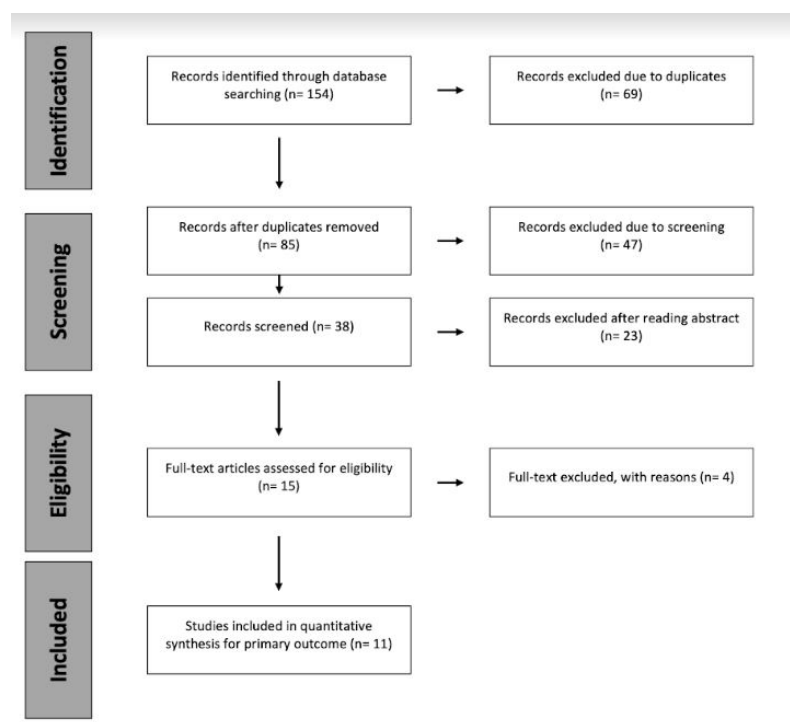 Identification
Records identified through database
searching (n= 154)
Records excluded due to duplicates
(n= 69)
Screening
Records after duplicates removed
(n= 85)
Records excluded due to screening
(n= 47)
Records screened (n= 38)
Records excluded after reading abstract
(n= 23)
Eligibility
Full-text articles assessed for eligibility
(n= 15)
Full-text excluded, with reasons (n= 4)
Included
Studies included in quantitative
synthesis for primary outcome (n= 11)